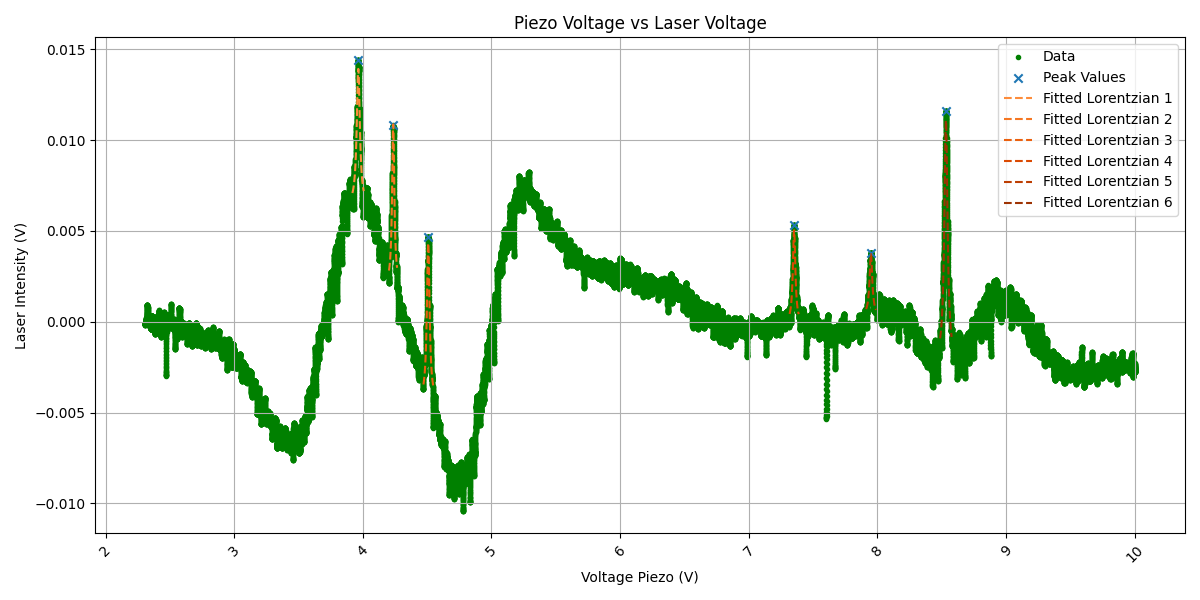 Piezo Voltage vs Laser Voltage
0.015
0.010
0.005
0.000
−0.005
−0.010
Laser Intensity (V)
2
3
4
5
6
7
8
9
10
Voltage Piezo (V)
Data
Peak Values
Fitted Lorentzian 1
Fitted Lorentzian 2
Fitted Lorentzian 3
Fitted Lorentzian 4
Fitted Lorentzian 5
Fitted Lorentzian 6